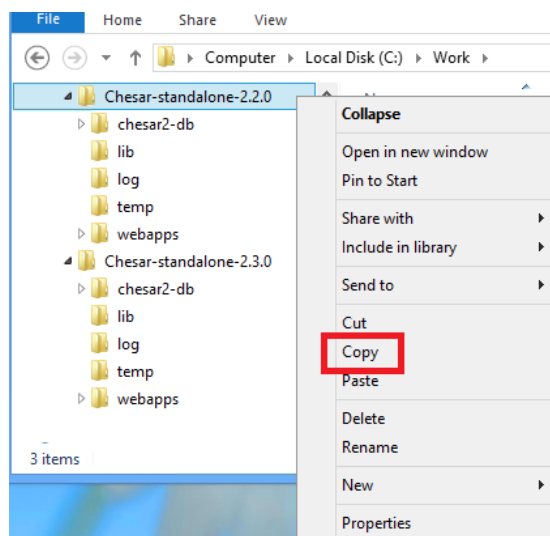 File Home Share View
Computer Local Disk (C:) Work
Chesar-standalone-2.2.0
chesar2-db
lib
log
temp
webapps
Chesar-standalone-2.3.0
chesar2-db
lib
log
temp
webapps
3 items
Collapse
Open in new window
Pin to Start
Share with
Include in library
Send to
Cut
Copy
Paste
Delete
Rename
New
Properties